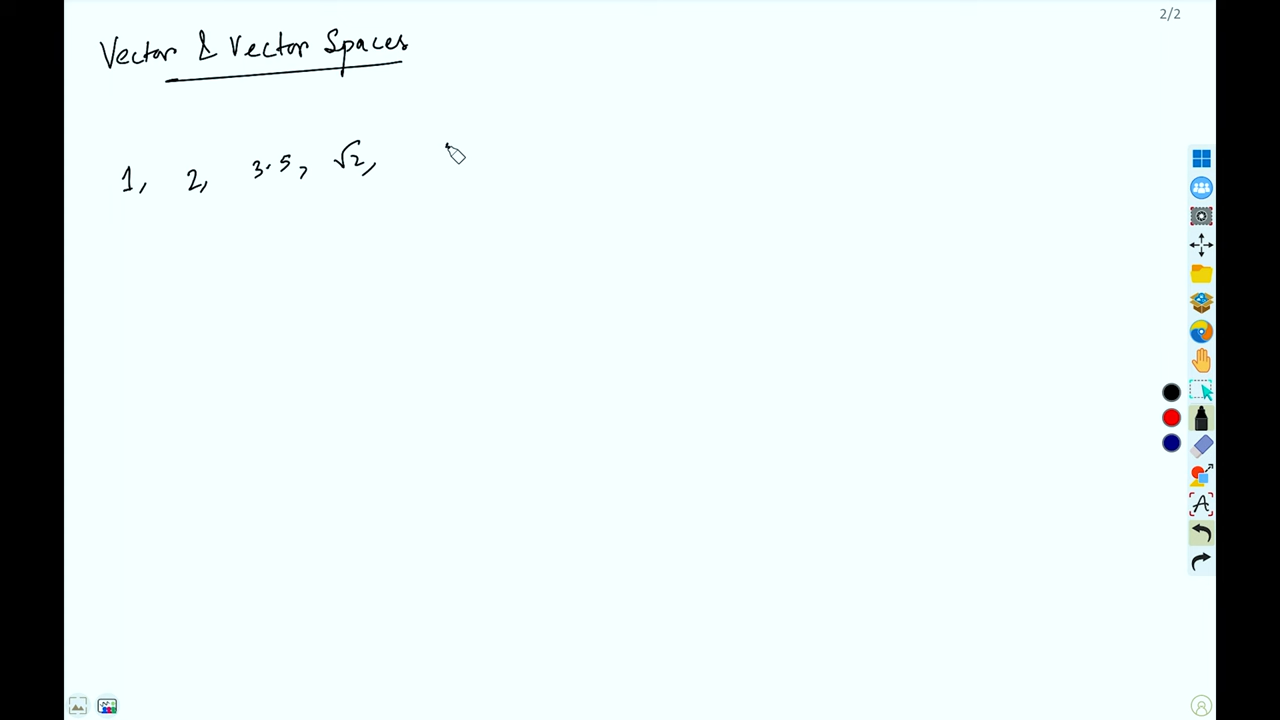 2/2
Vector & Vector Spaces
1, 2, 3.5, √2,